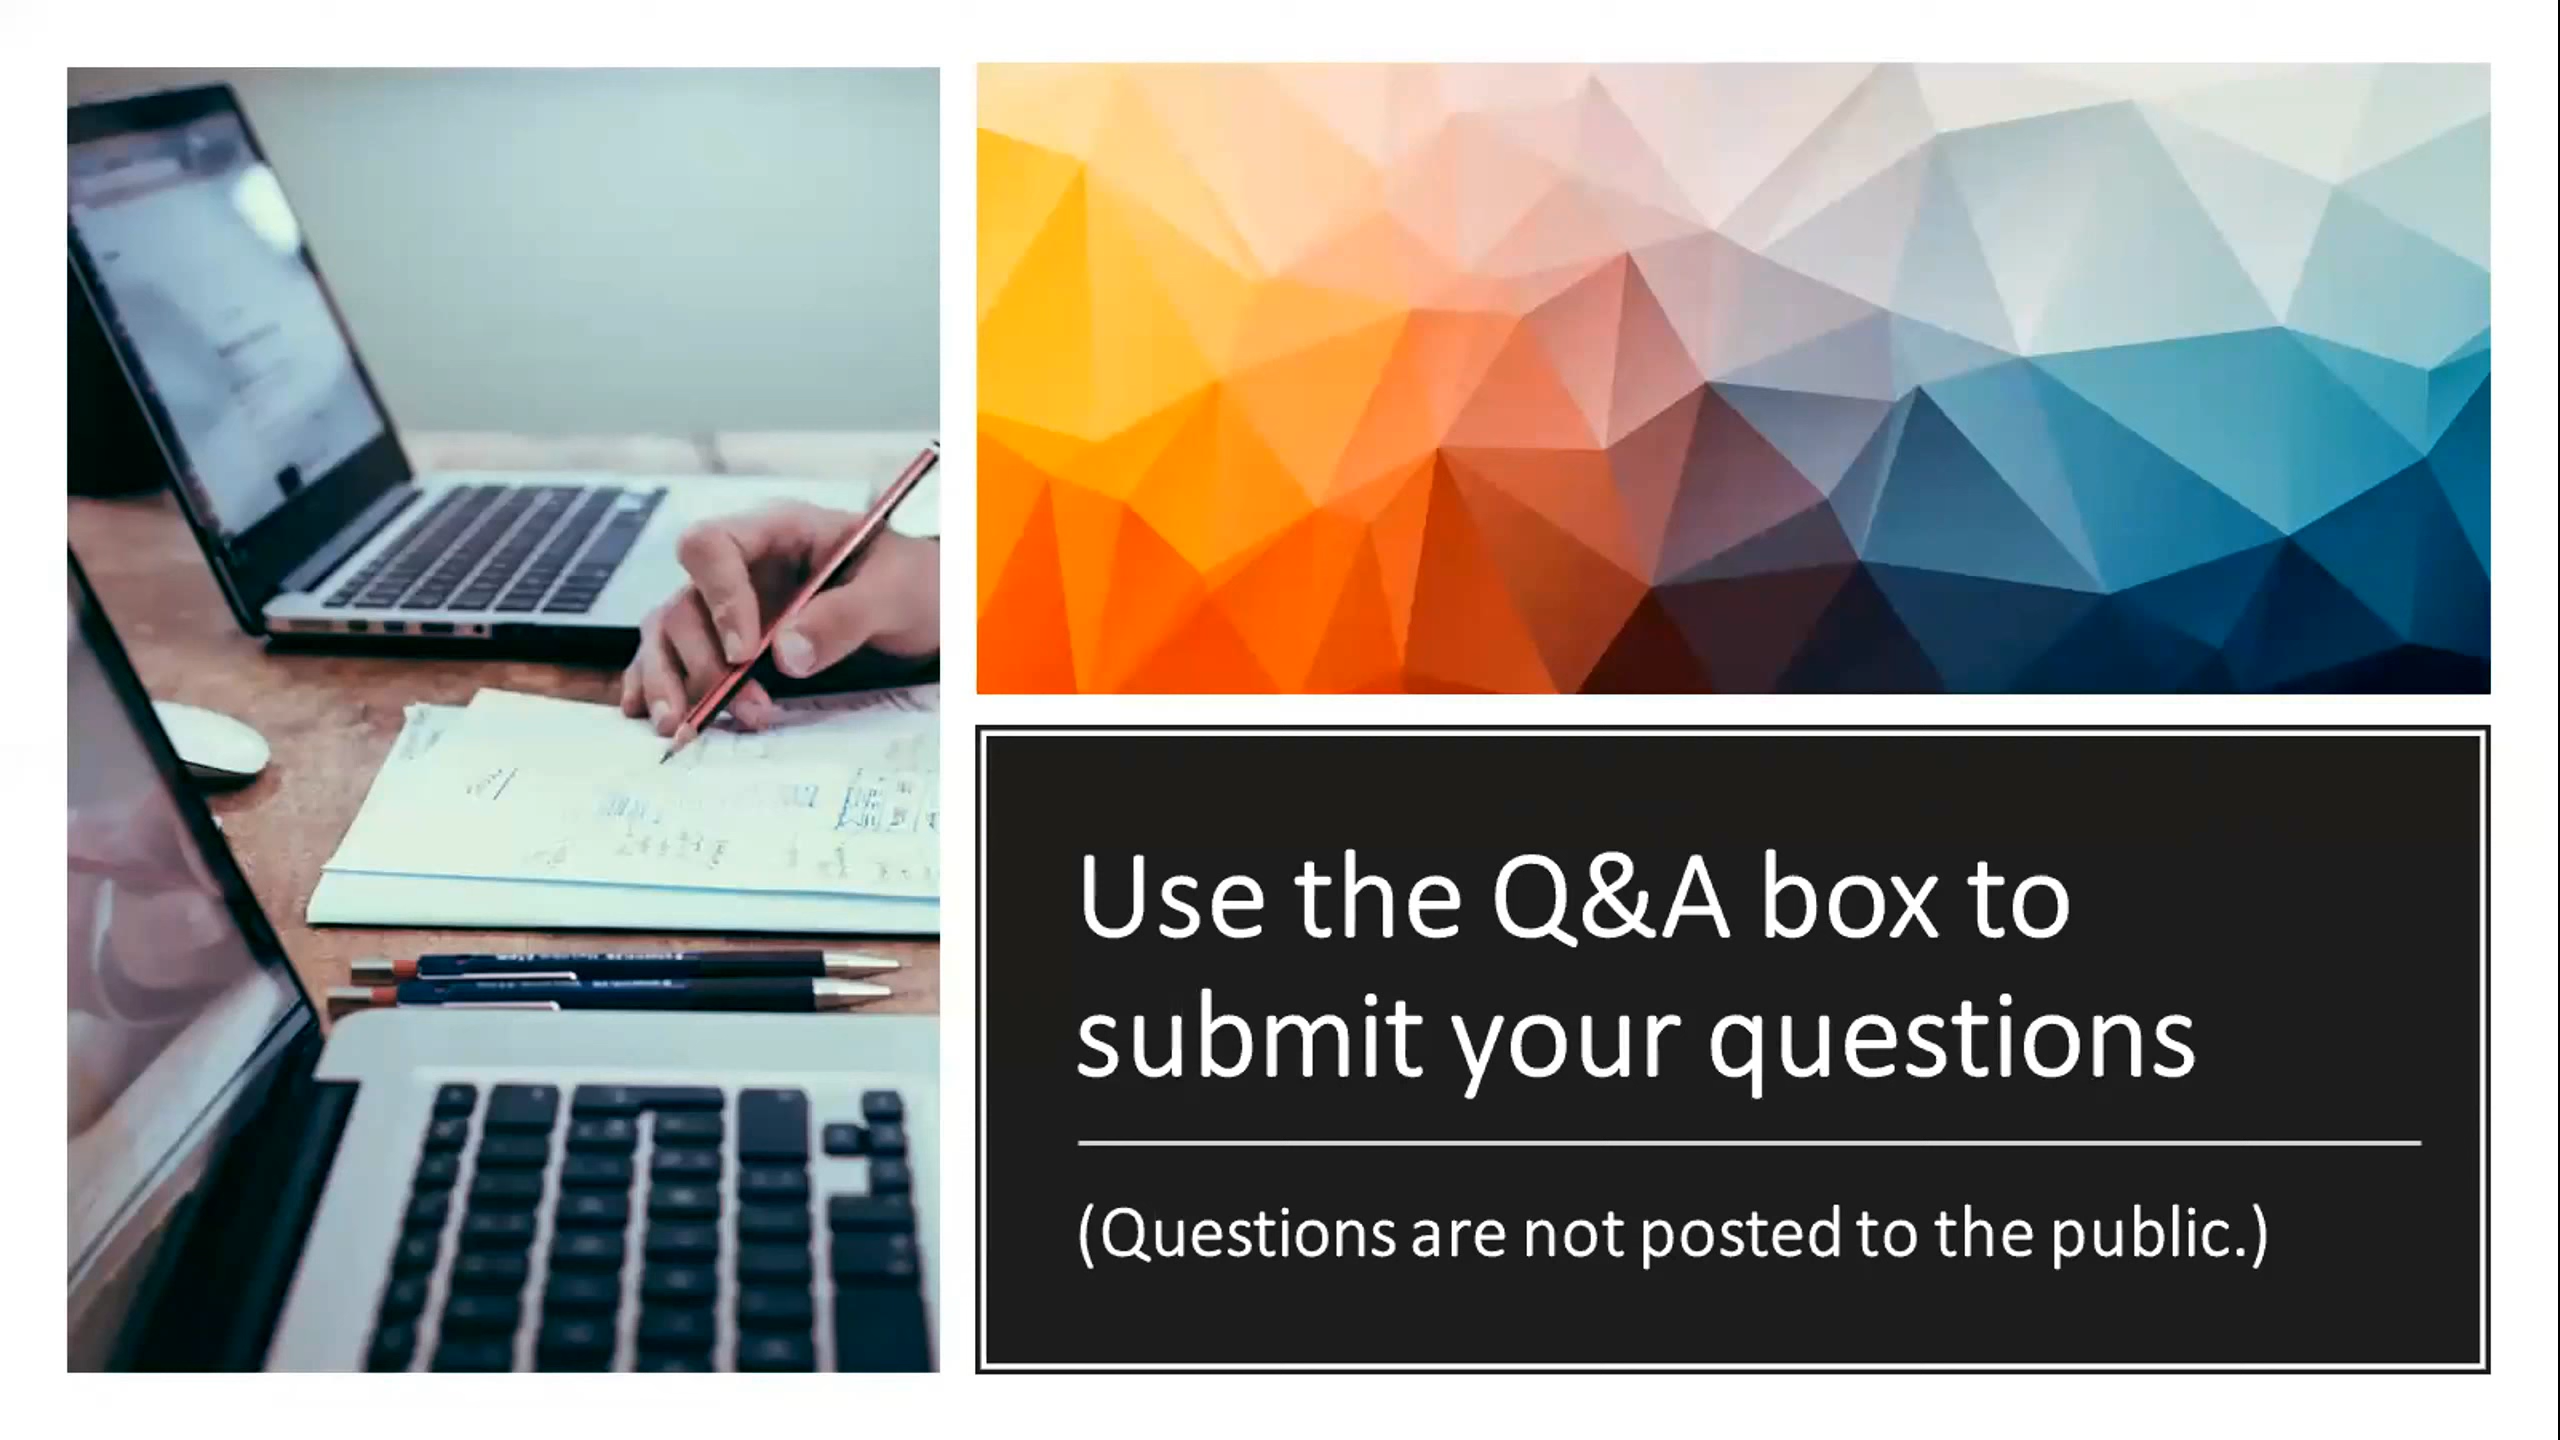 Use the Q&A box to
submit your questions
(Questions are not posted to the public.)